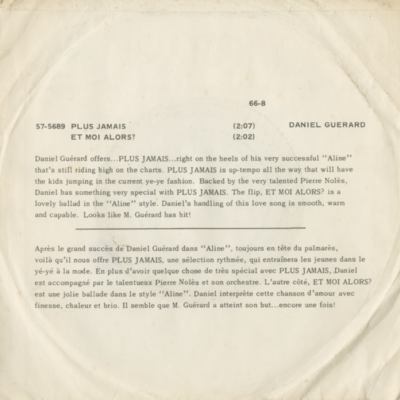 66-8
57-5689 PLUS JAMAIS (2:07) DANIEL GUERARD
ET MOI ALORS? (2:02)
Daniel Guérard offers...PLUS JAMAIS...right on the heels of his very successful "Aline"
that's still riding high on the charts. PLUS JAMAIS is up-tempo all the way that will have
the kids jumping in the current ye-ye fashion. Backed by the very talented Pierre Nolès,
Daniel has something very special with PLUS JAMAIS. The flip, ET MOI ALORS? is a
lovely ballad in the "Aline" style. Daniel's handling of this love song is smooth, warm
and capable. Looks like M. Guérard has hit!
Après le grand succès de Daniel Guérard dans "Aline", toujours en tête du palmarès,
voilà qu'il nous offre PLUS JAMAIS, une sélection rythmée, qui entraînera les jeunes dans le
yé-yé à la mode. En plus d'avoir quelque chose de très spécial avec PLUS JAMAIS, Daniel
est accompagné par le talentueux Pierre Nolès et son orchestre. L'autre côté, ET MOI ALORS?
est une jolie ballade dans le style "Aline". Daniel interprète cette chanson d'amour avec
finesse, chaleur et brio. Il semble que M. Guérard a atteint son but...encore une fois!